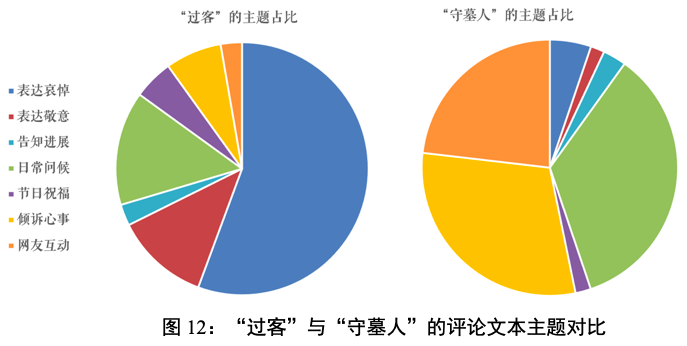 “过客”的主题占比
“守墓人”的主题占比
表达哀悼
表达敬意
告知进展
日常问候
节日祝福
倾诉心事
网友互动
图 12：“过客”与“守墓人”的评论文本主题对比